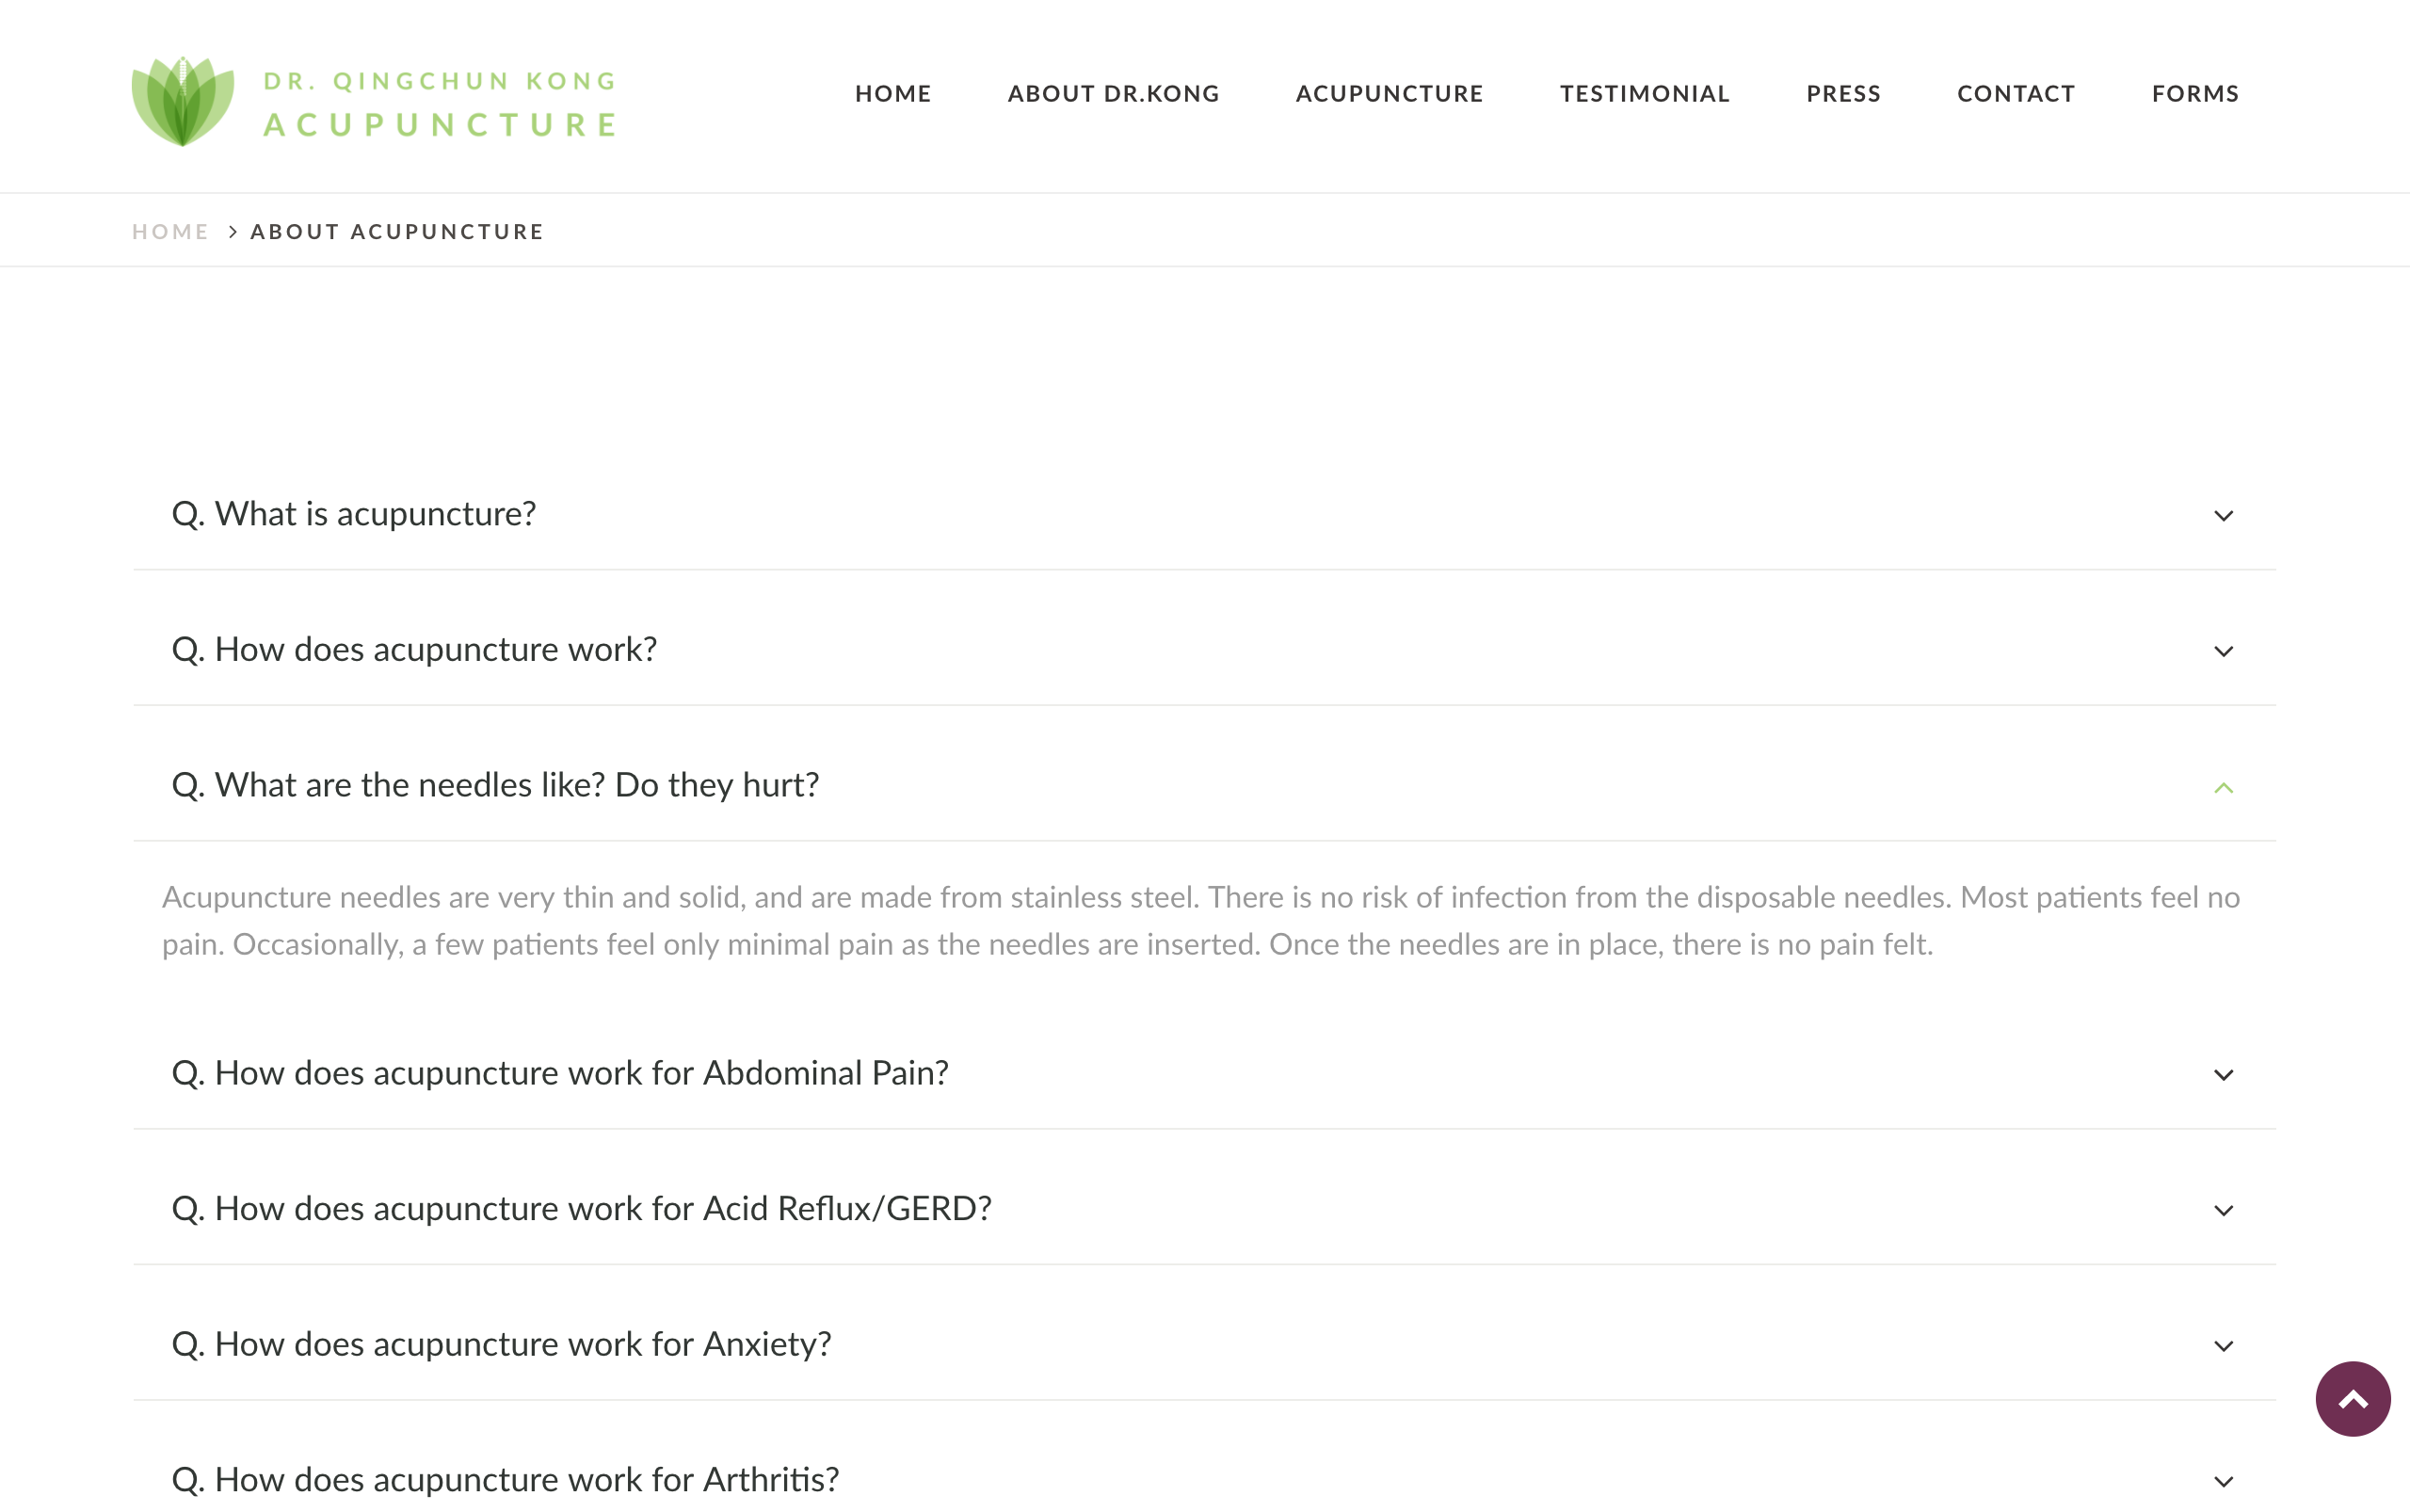 DR. QINGCHUN KONG
ACUPUNCTURE
HOME ABOUT DR.KONG ACUPUNCTURE TESTIMONIAL PRESS CONTACT FORMS
HOME > ABOUT ACUPUNCTURE
Q. What is acupuncture?
Q. How does acupuncture work?
Q. What are the needles like? Do they hurt?
Acupuncture needles are very thin and solid, and are made from stainless steel. There is no risk of infection from the disposable needles. Most patients feel no
pain. Occasionally, a few patients feel only minimal pain as the needles are inserted. Once the needles are in place, there is no pain felt.
Q. How does acupuncture work for Abdominal Pain?
Q. How does acupuncture work for Acid Reflux/GERD?
Q. How does acupuncture work for Anxiety?
Q. How does acupuncture work for Arthritis?